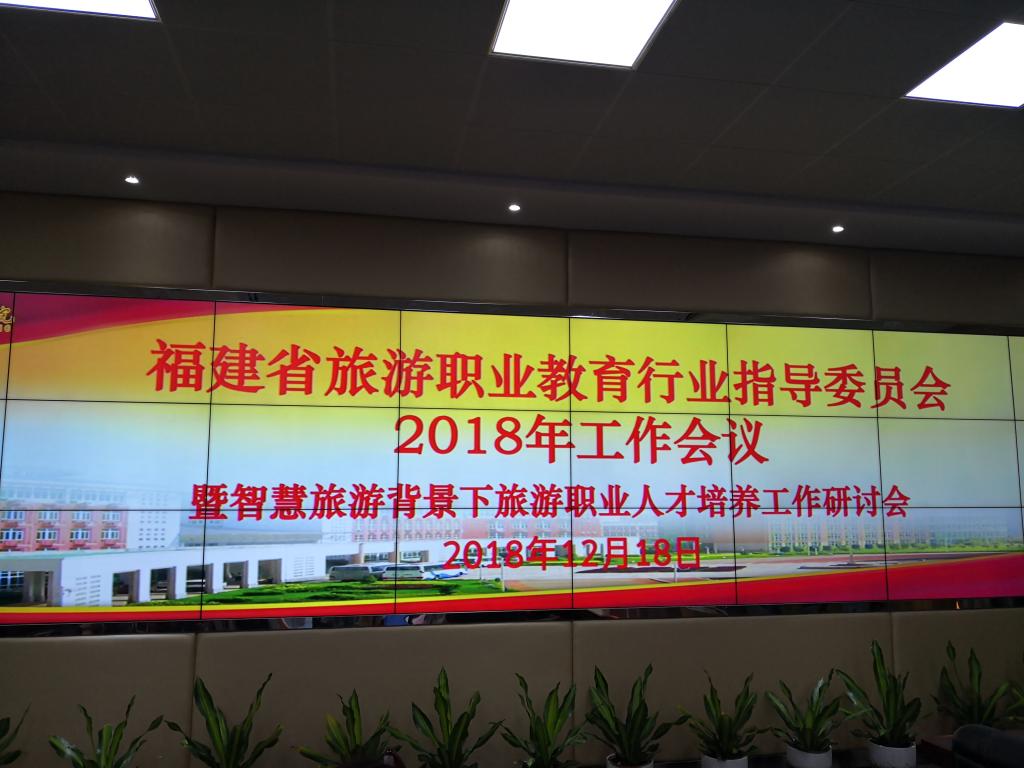 福建省旅游职业教育行业指导委员会
2018年工作会议
暨智慧旅游背景下旅游职业人才培养工作研讨会
2018年12月18日